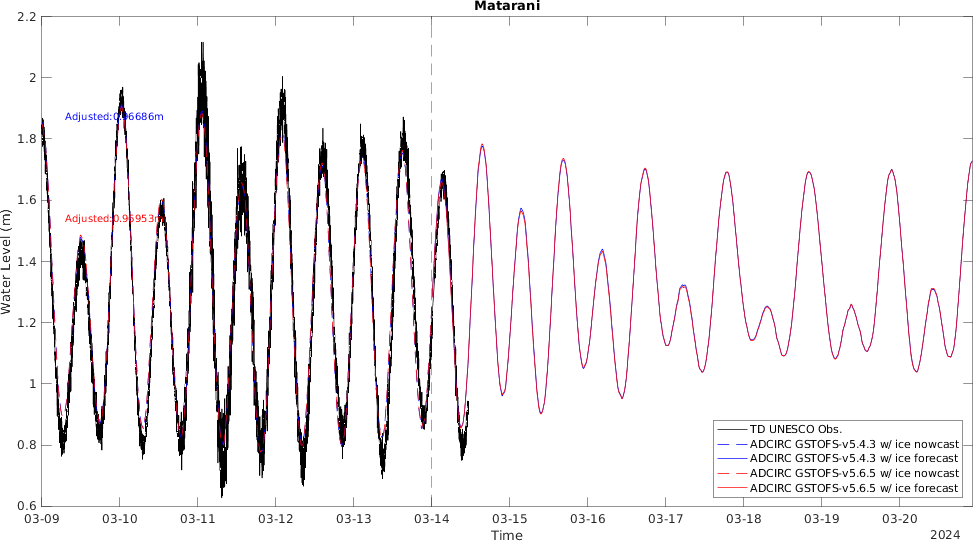 Matarani
2.2
2
1.8
1.6
1.4
1.2
1
0.8
0.6
Water Level (m)
Adjusted:0.96686m
Adjusted:0.96953m
03-09 03-10 03-11 03-12 03-13 03-14 03-15 03-16 03-17 03-18 03-19 03-20
Time
2024
TD UNESCO Obs.
ADCIRC GSTOFS-v5.4.3 w/ ice nowcast
ADCIRC GSTOFS-v5.4.3 w/ ice forecast
ADCIRC GSTOFS-v5.6.5 w/ ice nowcast
ADCIRC GSTOFS-v5.6.5 w/ ice forecast